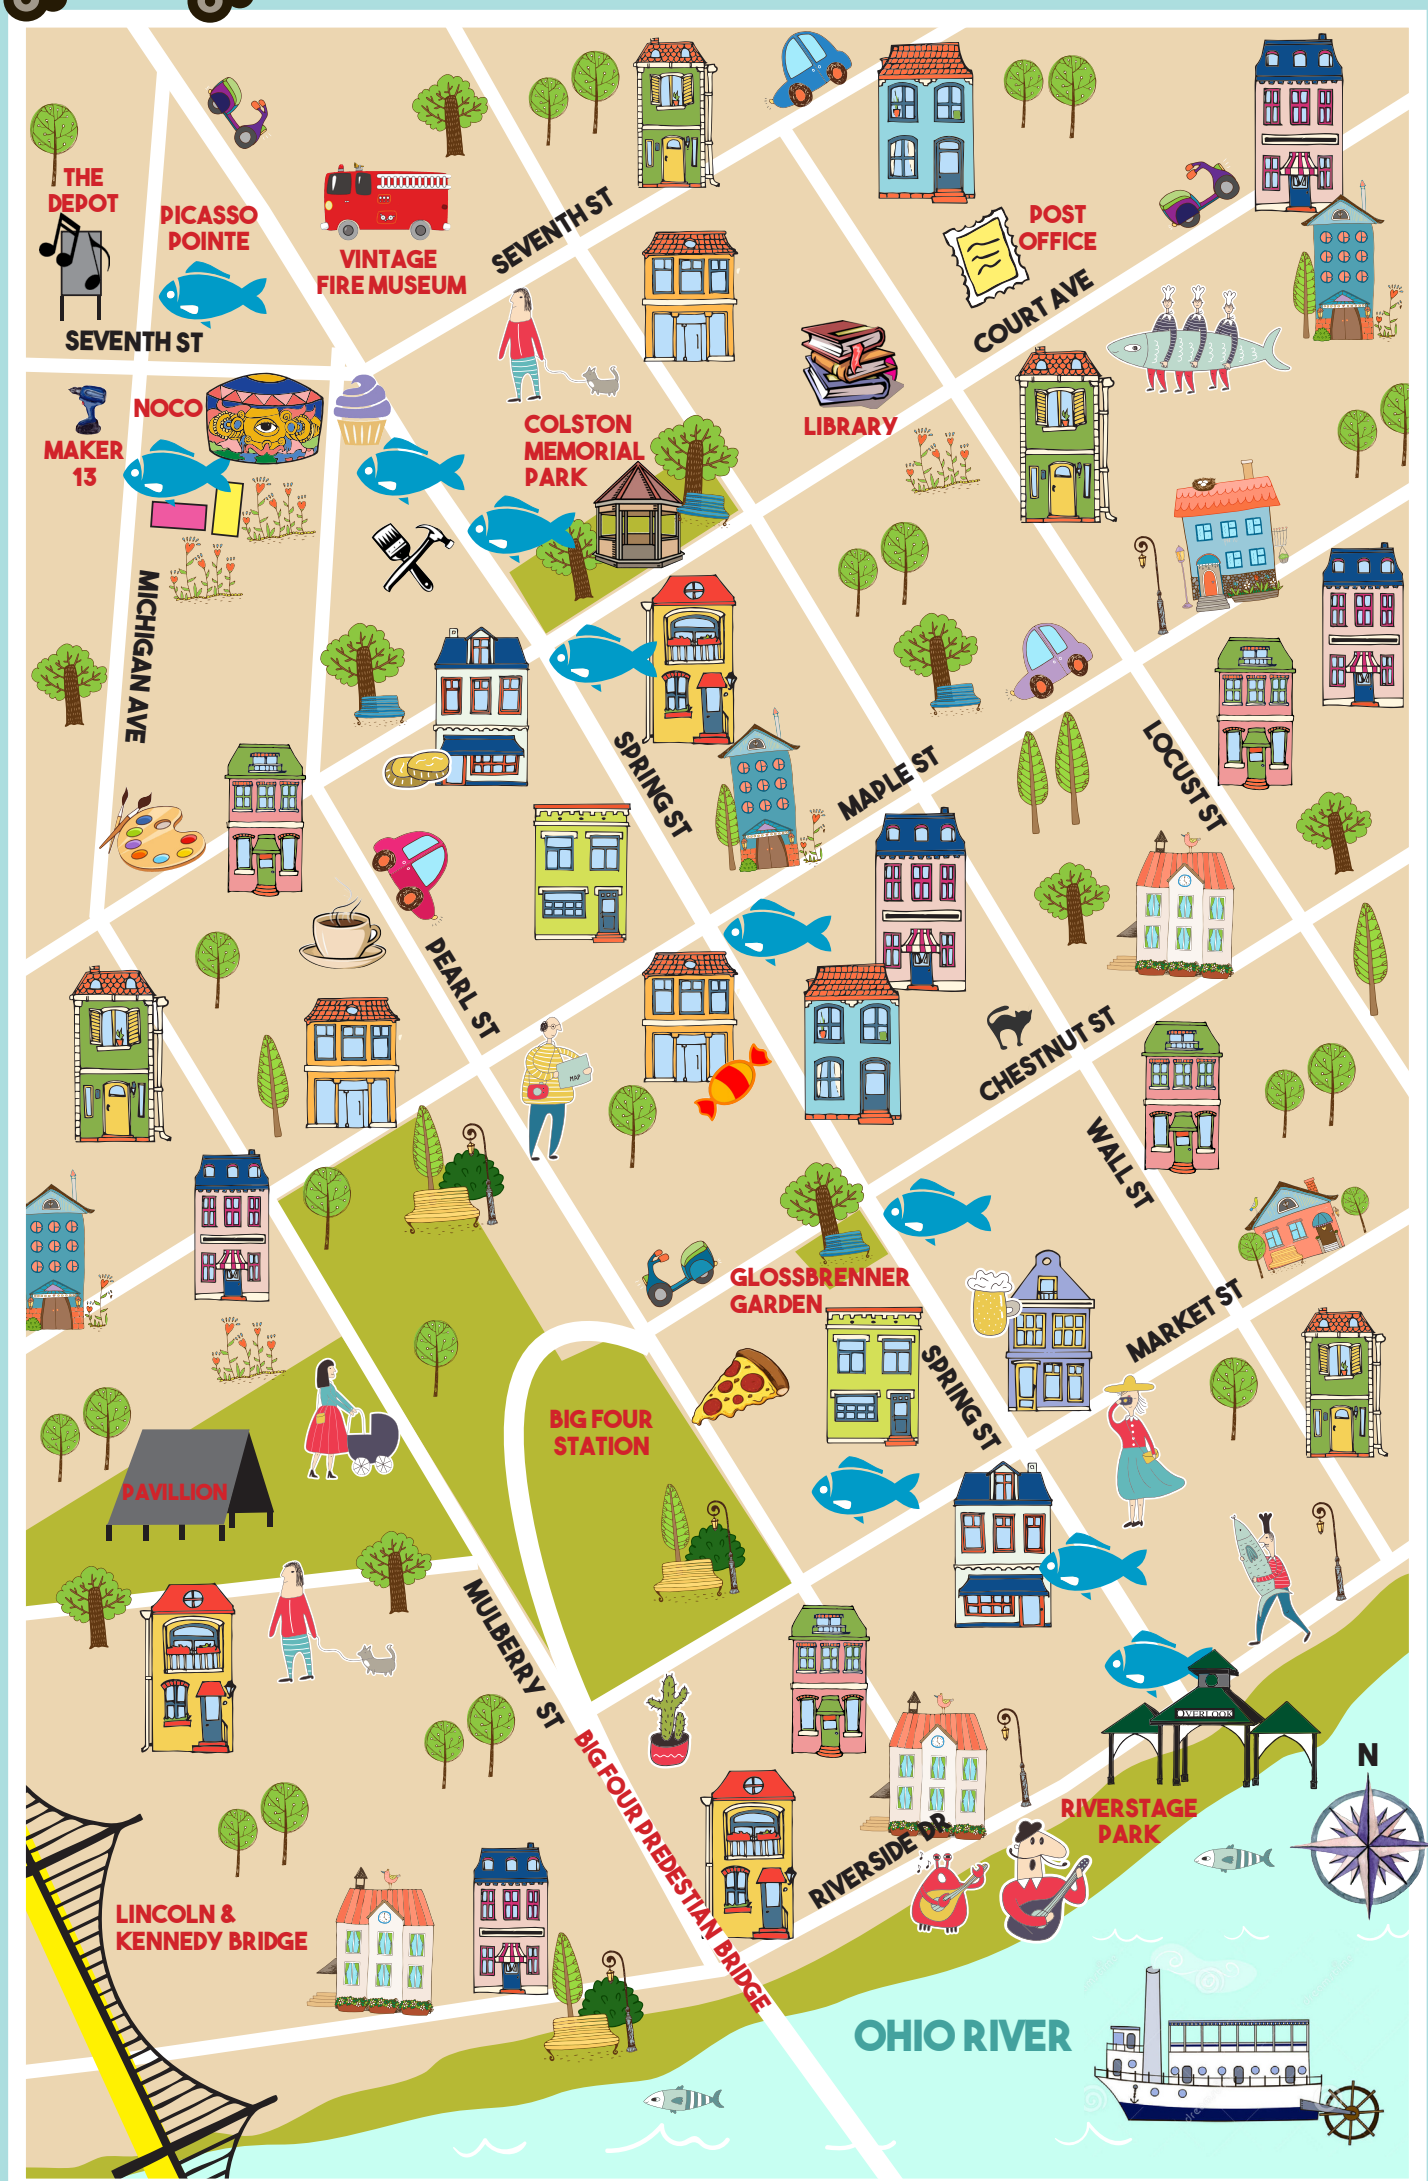 THE
DEPOT
PICASSO
POINTE
VINTAGE
FIRE MUSEUM
SEVENTH ST
POST
OFFICE
COURT AVE
SEVENTH ST
MAKER
13
NOCO
COLSTON
MEMORIAL
PARK
LIBRARY
MICHIGAN AVE
SPRING ST
MAPLE ST
LOCUST ST
PEARL ST
MAP
CHESTNUT ST
WALL ST
GLOSSBRENNER
GARDEN
MARKET ST
SPRING ST
BIG FOUR
STATION
PAVILLION
MULBERRY ST
BIG FOUR PREDESTIAN BRIDGE
OVERLOOK
N
RIVERSTAGE
PARK
RIVERSIDE DR
LINCOLN &
KENNEDY BRIDGE
OHIO RIVER